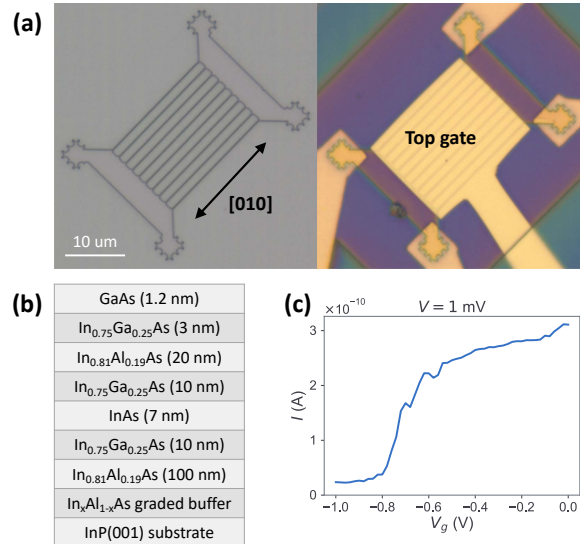 (a)
[010]
10 um
Top gate
(b)
GaAs (1.2 nm)
In0.75Ga0.25As (3 nm)
In0.81Al0.19As (20 nm)
In0.75Ga0.25As (10 nm)
InAs (7 nm)
In0.75Ga0.25As (10 nm)
In0.81Al0.19As (100 nm)
InxAl1-xAs graded buffer
InP(001) substrate
(c)
×10−10
V = 1 mV
3
2
1
0
I (A)
−1.0 −0.8 −0.6 −0.4 −0.2 0.0
Vg (V)